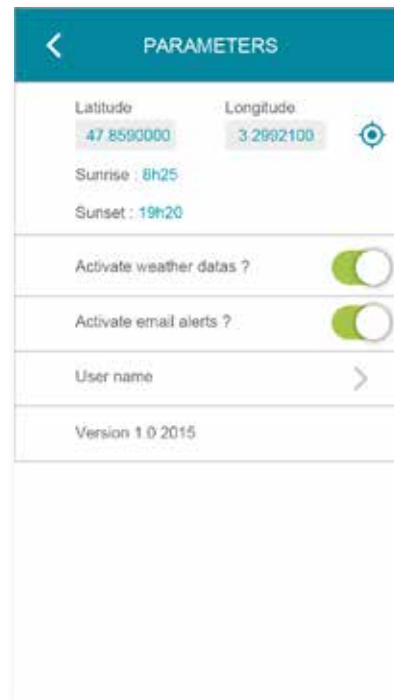 PARAMETERS
Latitude Longitude
47.8590000 3.2992100
Sunrise : 8h25
Sunset : 19h20
Activate weather datas ?
Activate email alerts ?
User name
Version 1.0 2015